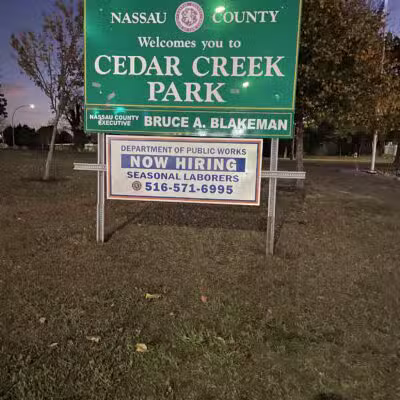 NASSAU COUNTY
Welcomes you to
CEDAR CREEK
PARK
NASSAU COUNTY
EXECUTIVE
BRUCE A. BLAKEMAN
DEPARTMENT OF PUBLIC WORKS
NOW HIRING
SEASONAL LABORERS
516-571-6995